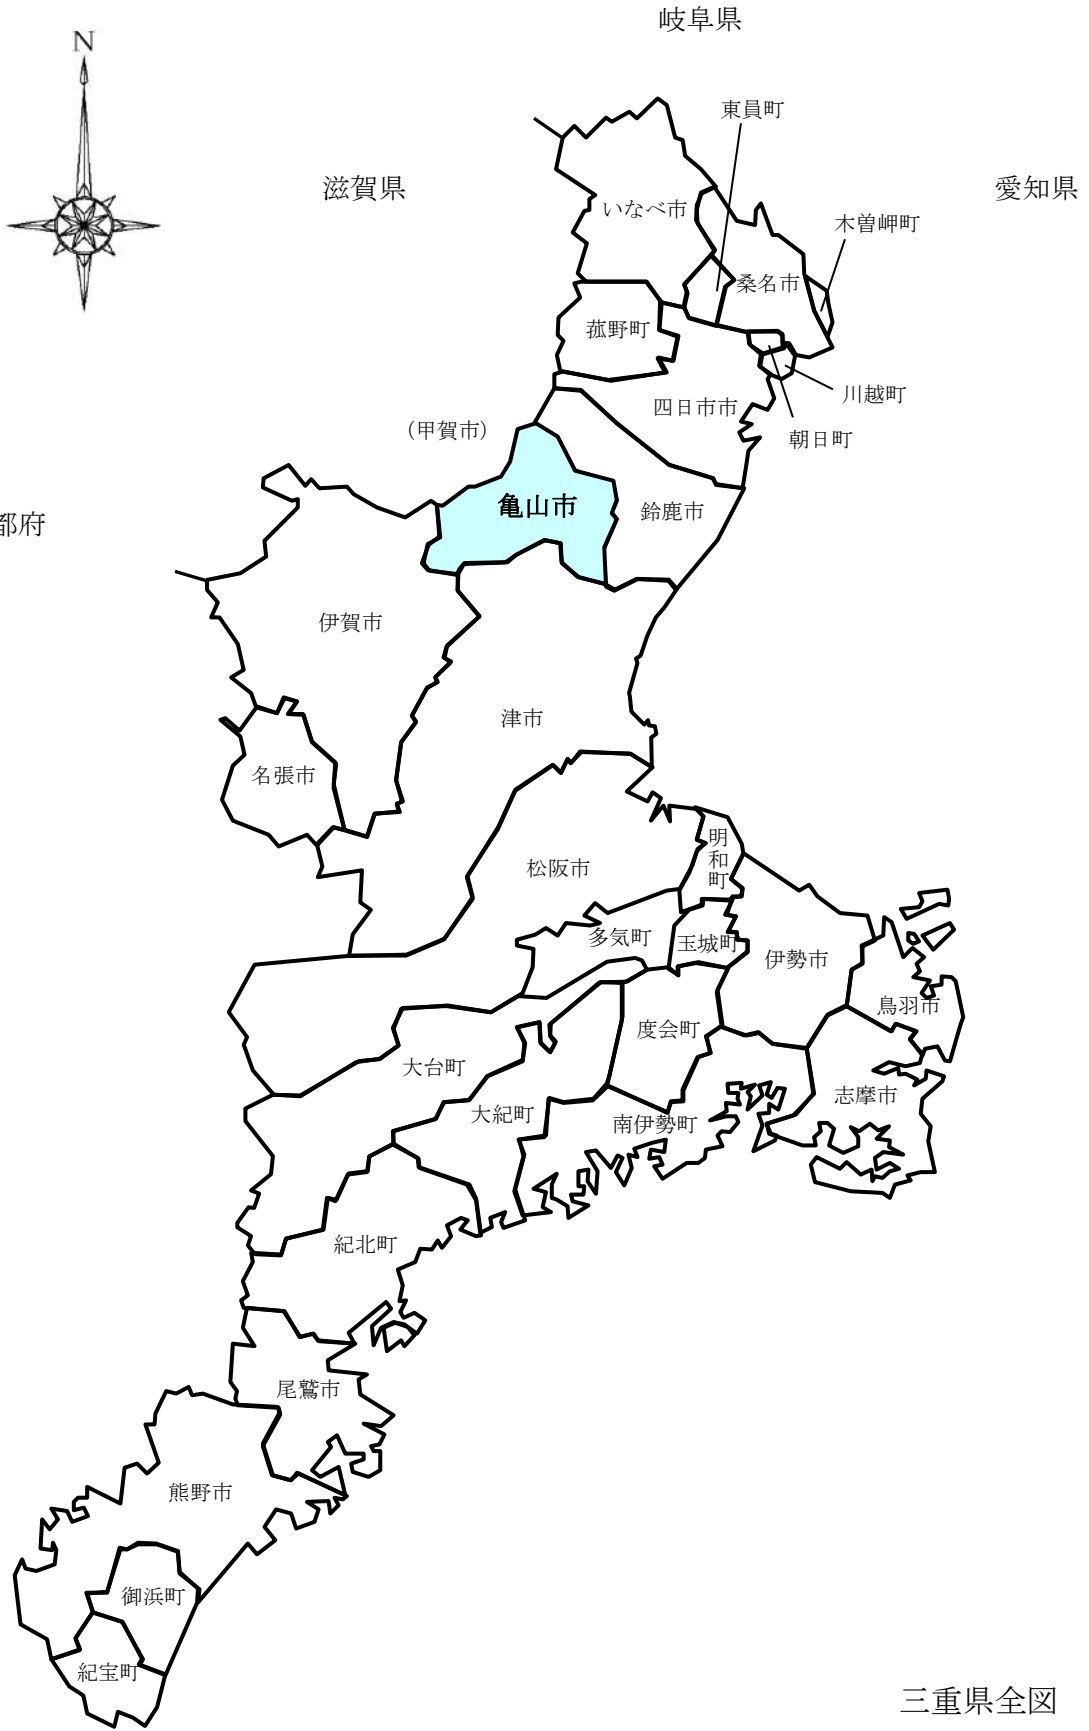 岐阜県
N
東員町
滋賀県
愛知県
いなべ市
木曽岬町
桑名市
菰野町
川越町
四日市市
(甲賀市)
朝日町
亀山市
鈴鹿市
都府
伊賀市
津市
名張市
明和町
松阪市
多気町
玉城町
伊勢市
鳥羽市
度会町
大台町
志摩市
大紀町
南伊勢町
紀北町
尾鷲市
熊野市
御浜町
紀宝町
三重県全図